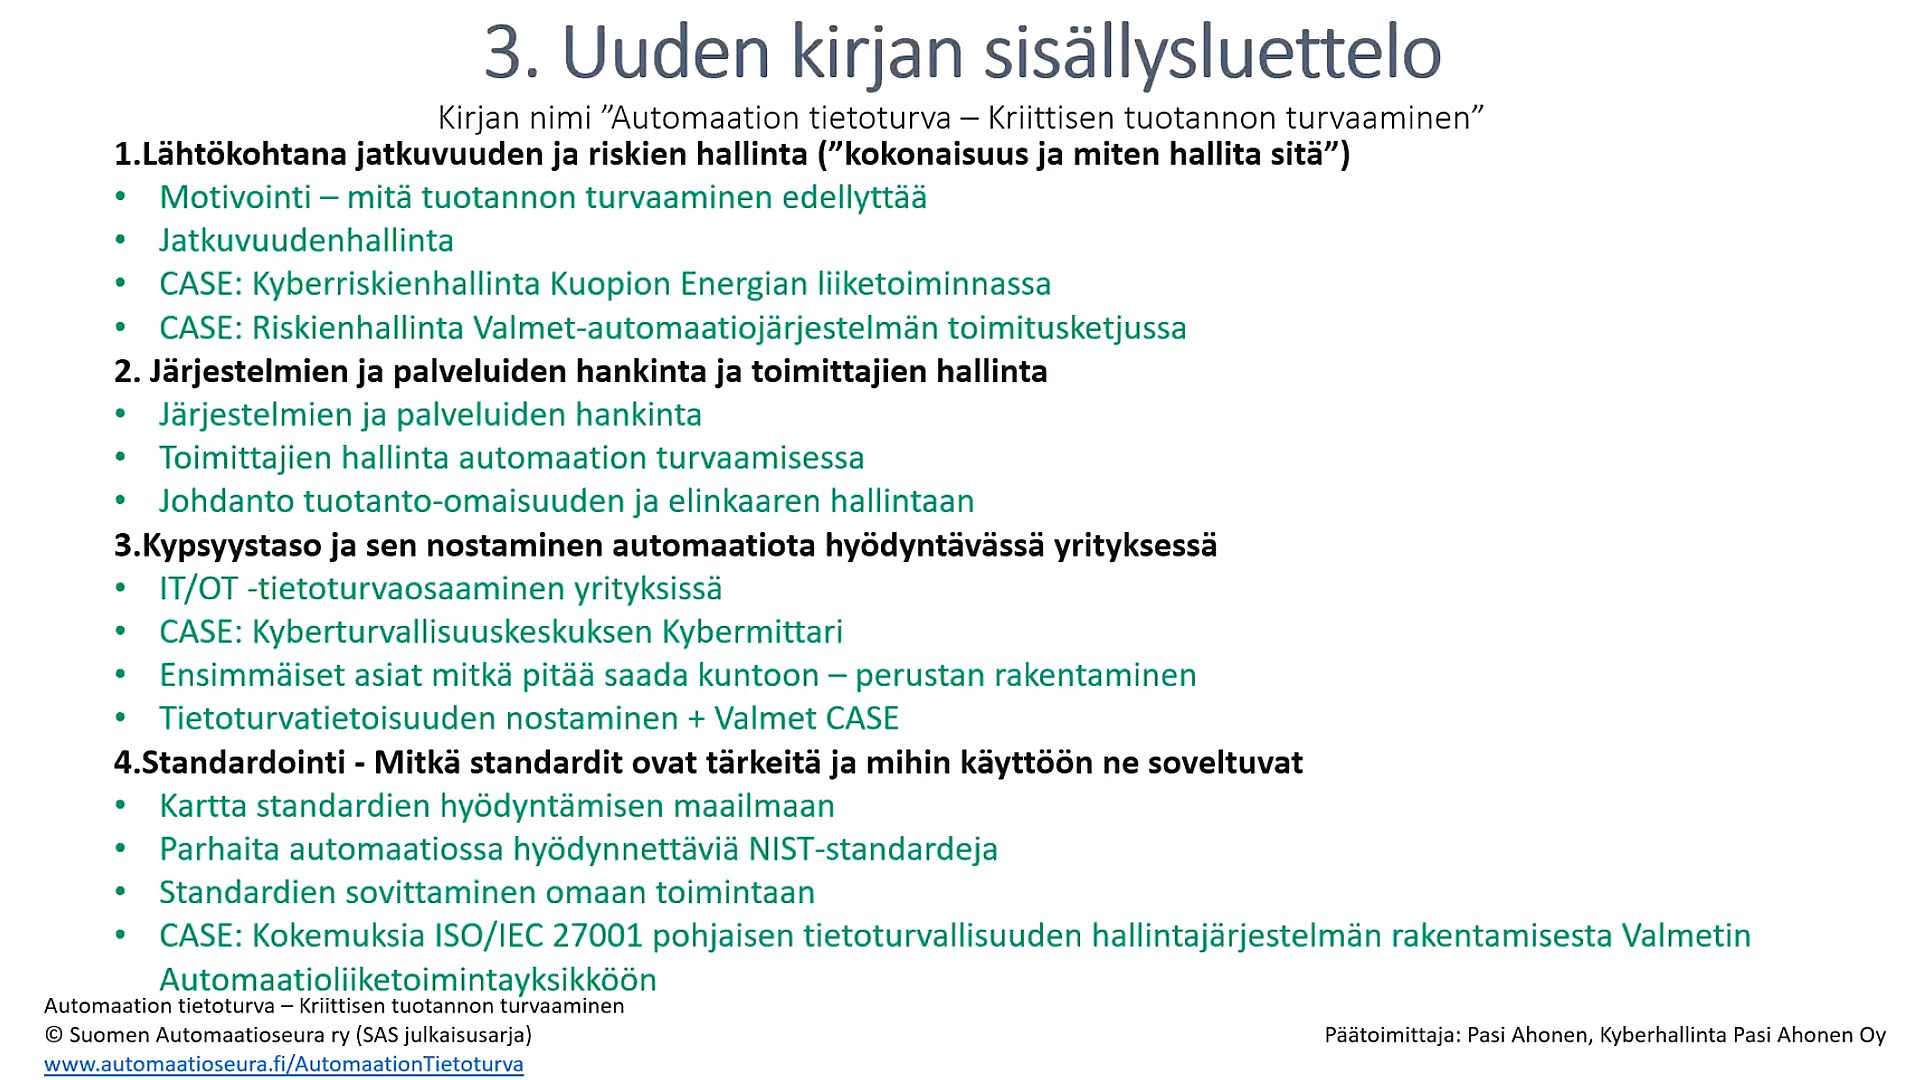 3. Uuden kirjan sisällysluettelo
Kirjan nimi ”Automaation tietoturva – Kriittisen tuotannon turvaaminen”
1.Lähtökohtana jatkuvuuden ja riskien hallinta (”kokonaisuus ja miten hallita sitä”)
• Motivointi – mitä tuotannon turvaaminen edellyttää
• Jatkuvuudenhallinta
• CASE: Kyberriskienhallinta Kuopion Energian liiketoiminnassa
• CASE: Riskienhallinta Valmet-automaatiojärjestelmän toimitusketjussa
2. Järjestelmien ja palveluiden hankinta ja toimittajien hallinta
• Järjestelmien ja palveluiden hankinta
• Toimittajien hallinta automaation turvaamisessa
• Johdanto tuotanto-omaisuuden ja elinkaaren hallintaan
3.Kypsyystaso ja sen nostaminen automaatiota hyödyntävässä yrityksessä
• IT/OT -tietoturvaosaaminen yrityksissä
• CASE: Kyberturvallisuuskeskuksen Kybermittari
• Ensimmäiset asiat mitkä pitää saada kuntoon – perustan rakentaminen
• Tietoturvatietoisuuden nostaminen + Valmet CASE
4.Standardointi - Mitkä standardit ovat tärkeitä ja mihin käyttöön ne soveltuvat
• Kartta standardien hyödyntämisen maailmaan
• Parhaita automaatiossa hyödynnettäviä NIST-standardeja
• Standardien sovittaminen omaan toimintaan
• CASE: Kokemuksia ISO/IEC 27001 pohjaisen tietoturvallisuuden hallintajärjestelmän rakentamisesta Valmetin
Automaatioliiketoimintayksikköön
Automaation tietoturva – Kriittisen tuotannon turvaaminen
© Suomen Automaatioseura ry (SAS julkaisusarja)
www.automaatioseura.fi/AutomaationTietoturva
Päätoimittaja: Pasi Ahonen, Kyberhallinta Pasi Ahonen Oy